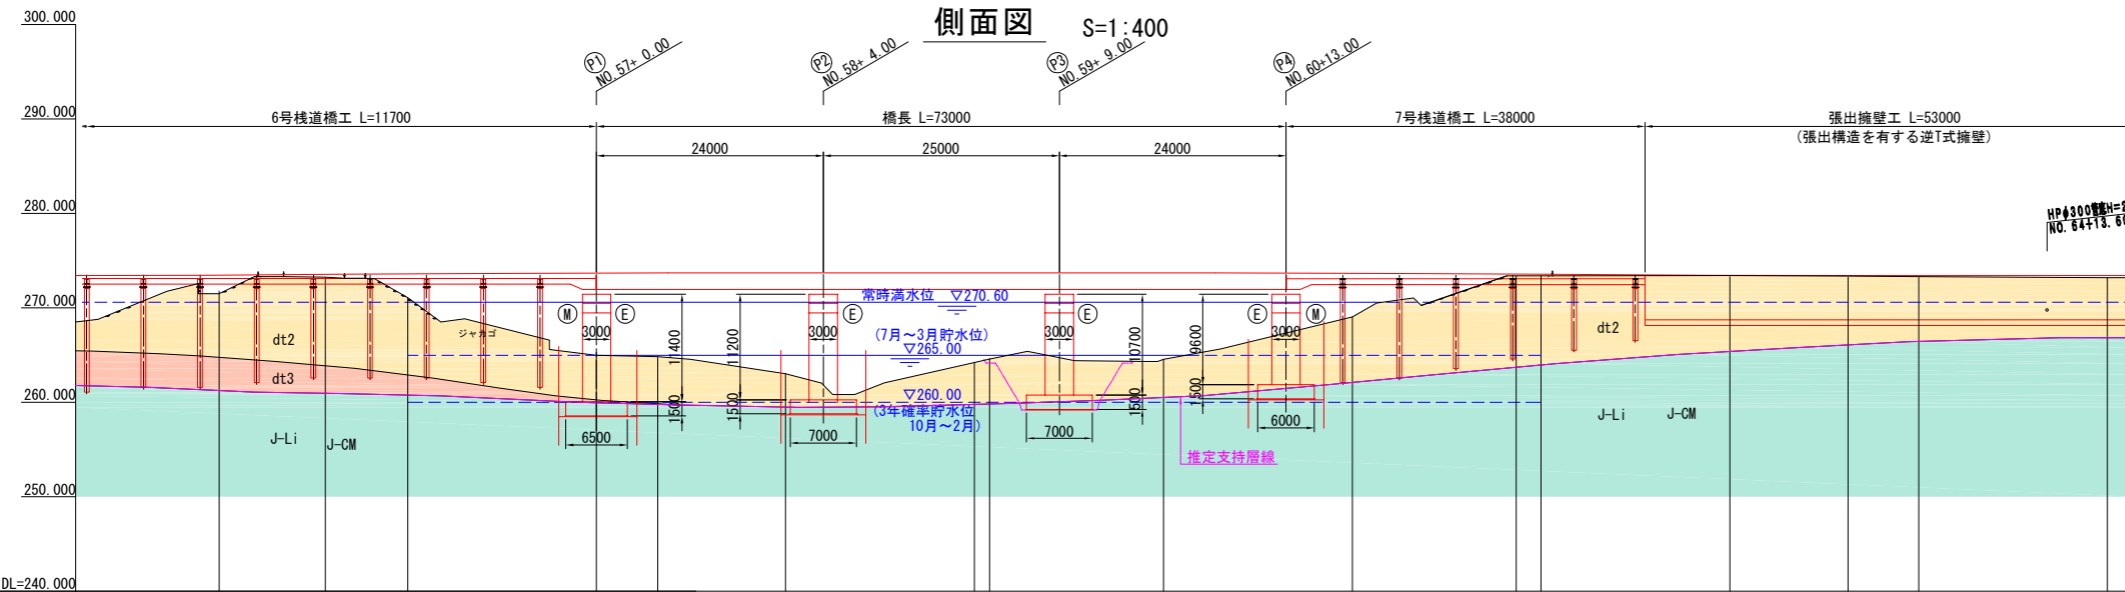 側面図 S=1:400
300.000
290.000
280.000
270.000
260.000
250.000
DL=240.000
P1
NO.57+ 0.00
P2
NO.58+ 4.00
P3
NO.59+ 9.00
P4
NO.60+13.00
6号桟道橋工 L=11700
橋長 L=73000
7号桟道橋工 L=38000
張出擁壁工 L=53000
(張出構造を有する逆T式擁壁)
24000
25000
24000
NO.64+13.6
常時満水位 ▽270.60
(7月~3月貯水位)
▽265.00
▽260.00
(3年確率貯水位
10月~2月)
M
E
E
E
E
M
3000
3000
3000
3000
11400
11200
10700
9600
1500
1500
1500
1500
6500
7000
7000
6000
ジャカゴ
dt2
dt3
dt2
J-Li
J-CM
J-Li
J-CM
推定支持層線